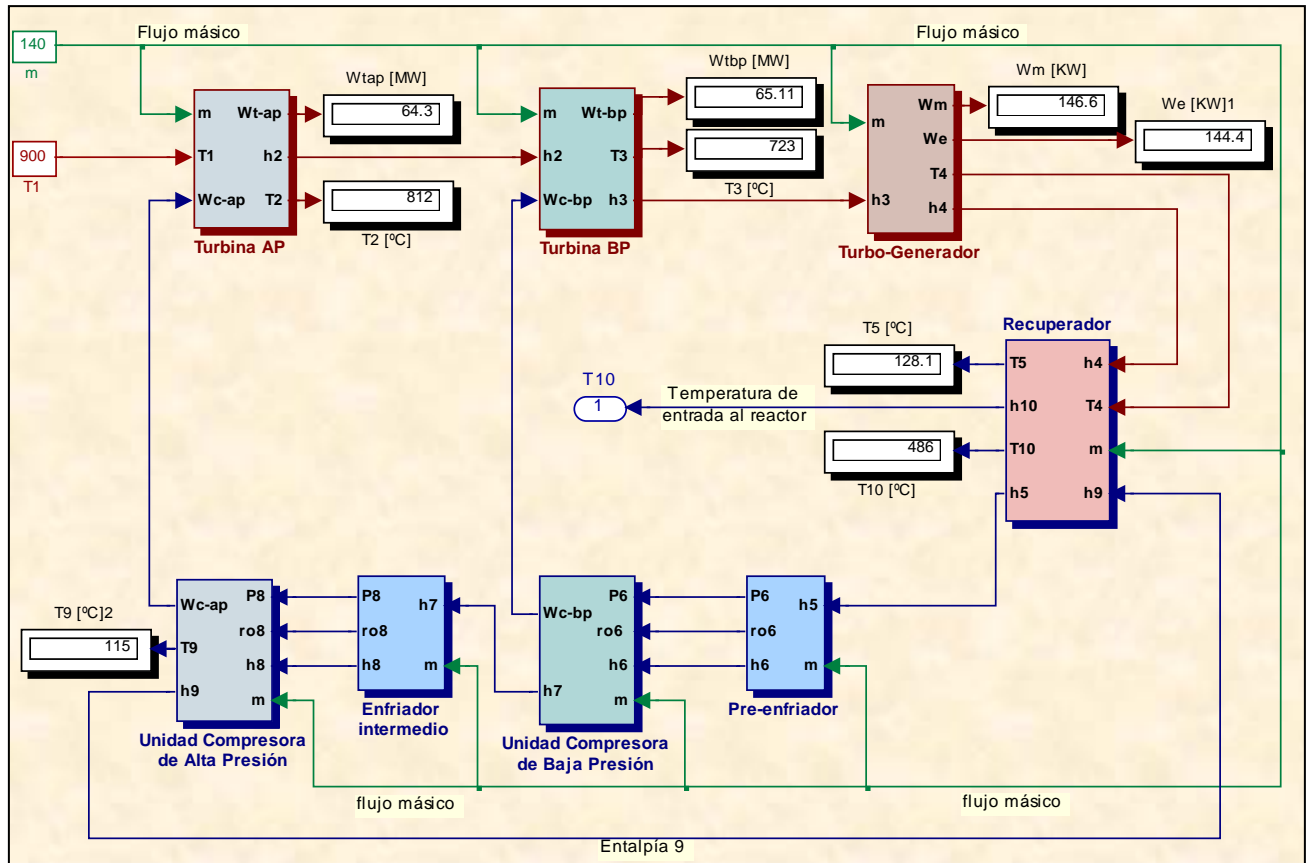 Flujo másico
Flujo másico
140
m
900
T1
Wtap [MW]
64.3
m
Wt-ap
T1
h2
Wc-ap
T2
812
T2 [ºC]
Turbina AP
Wtbp [MW]
65.11
m
Wt-bp
h2
T3
Wc-bp
h3
723
T3 [ºC]
Turbina BP
Wm [KW]
146.6
We [KW]1
144.4
m
Wm
We
T4
h3
h4
Turbo-Generador
Recuperador
T5 [ºC]
128.1
T5
h4
h10
T4
T10
m
h5
h9
T10
1
Temperatura de
entrada al reactor
486
T10 [ºC]
T9 [ºC]2
115
Wc-ap
P8
T9
ro8
h8
h9
m
Unidad Compresora
de Alta Presión
P8
h7
ro8
h8
m
Enfriador
intermedio
Wc-bp
P6
ro6
h6
h7
m
Unidad Compresora
de Baja Presión
P6
h5
ro6
h6
m
Pre-enfriador
flujo másico
flujo másico
Entalpía 9